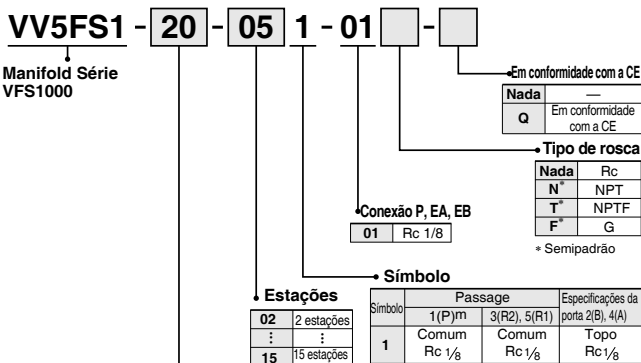 VV5FS1 - 20 - 05 1 - 01 -
Manifold Série
VFS1000
Em conformidade com a CE
Nada —
Q Em conformidade
com a CE
Tipo de rosca
Nada Rc
N* NPT
T* NPTF
F* G
* Semipadrão
Conexão P, EA, EB
01 Rc 1/8
Símbolo
Símbolo Passage Especificações da
porta 2(B), 4(A)
1(P)m 3(R2), 5(R1)
1 Comum
Rc 1/8 Comum
Rc 1/8 Topo
Rc 1/8
Estações
02 2 estações
⋮ ⋮
15 15 estações